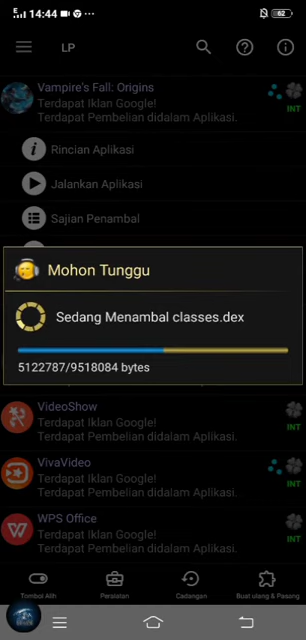 14:44
62
LP
Vampire's Fall: Origins
Terdapat Iklan Google!
Terdapat Pembelian didalam Aplikasi.
INT
Rincian Aplikasi
Jalankan Aplikasi
Sajian Penambal
Mohon Tunggu
Sedang Menambal classes.dex
5122787/9518084 bytes
VideoShow
Terdapat Iklan Google!
Terdapat Pembelian didalam Aplikasi.
INT
VivaVideo
Terdapat Iklan Google!
Terdapat Pembelian didalam Aplikasi.
INT
WPS Office
Terdapat Iklan Google!
Terdapat Pembelian didalam Aplikasi.
INT
Tombol Alih
Peralatan
Cadangan
Buat ulang & Pasang